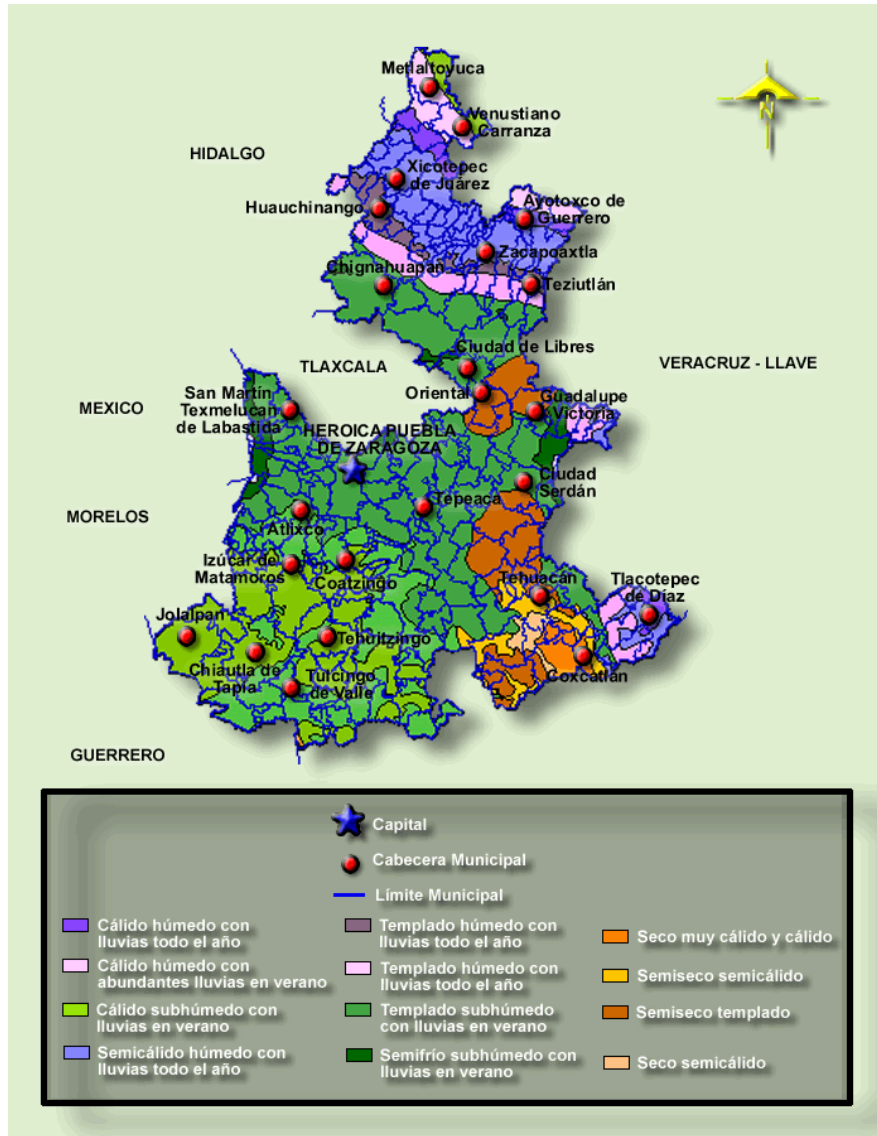 Metlaltoyuca
Venustiano
Carranza
HIDALGO
Xicotepec
de Juárez
Huauchinango
Ayotoxco de
Guerrero
Zacapoaxtla
Chignahuapan
Teziutlán
N
Ciudad de Libres
TLAXCALA
VERACRUZ - LLAVE
Oriental
San Martín
Texmelucan
de Labastida
Guadalupe
Victoria
MEXICO
HEROICA PUEBLA
DE ZARAGOZA
Ciudad
Serdán
Tepeaca
MORELOS
Atlixco
Izúcar de
Matamoros
Coatzingo
Tehuacán
Tlacotepec
de Díaz
Jolalpan
Tehuitzingo
Chiautla de
Tapia
Coxcatlán
Tulcingo
de Valle
GUERRERO
Capital
Cabecera Municipal
Límite Municipal
Cálido húmedo con
lluvias todo el año
Cálido húmedo con
abundantes lluvias en verano
Cálido subhúmedo con
lluvias en verano
Semicálido húmedo con
lluvias todo el año
Templado húmedo con
lluvias todo el año
Templado húmedo con
lluvias todo el año
Templado subhúmedo
con lluvias en verano
Semifrío subhúmedo con
lluvias en verano
Seco muy cálido y cálido
Semiseco semicálido
Semiseco templado
Seco semicálido